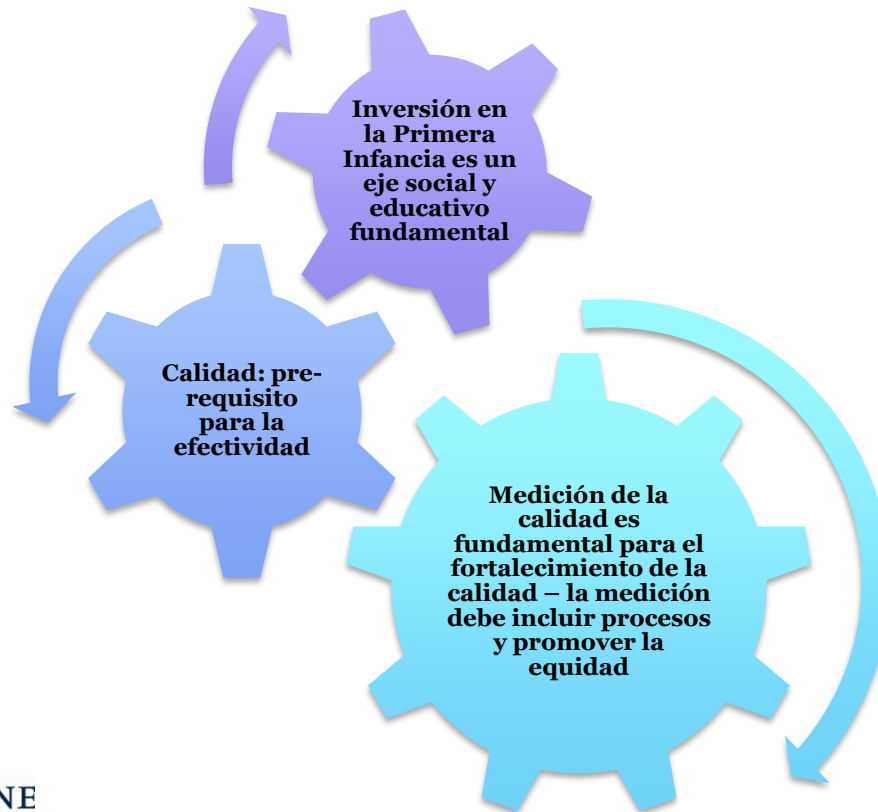 Inversión en
la Primera
Infancia es un
eje social y
educativo
fundamental
Calidad: pre-
requisito
para la
efectividad
Medición de la
calidad es
fundamental para el
fortalecimiento de la
calidad – la medición
debe incluir procesos
y promover la
equidad
NE